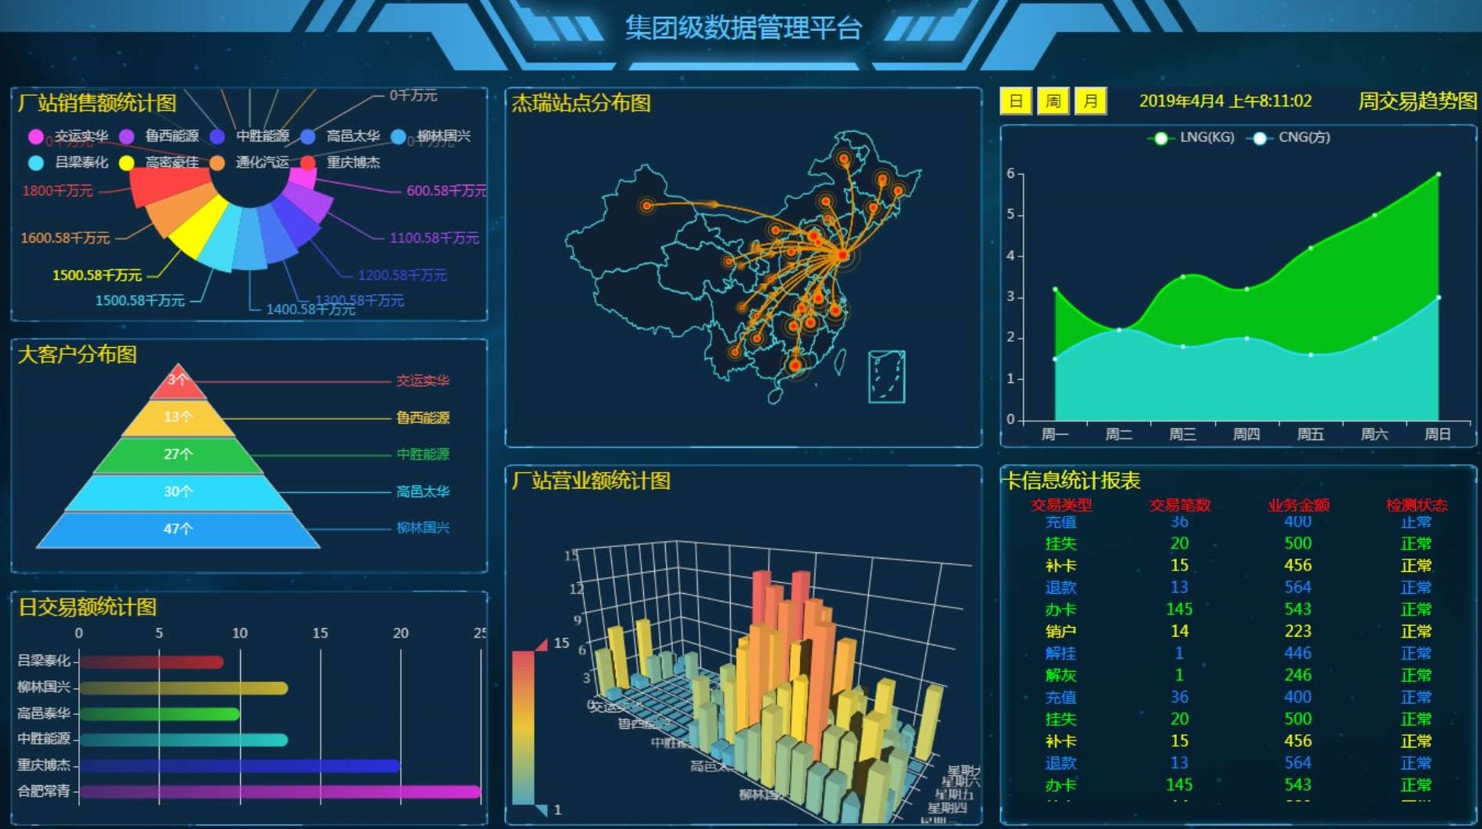 集团级数据管理平台
厂站销售额统计图
0千万元
交运实华 鲁西能源 中胜能源 高邑太华 柳林国兴
吕梁泰化 高密豪佳 通化汽运 重庆博杰
1800千万元
600.58千万元
1600.58千万元
1100.58千万元
1500.58千万元
1200.58千万元
1500.58千万元
1300.58千万元
1400.58千万元
大客户分布图
3个 交运实华
13个 鲁西能源
27个 中胜能源
30个 高邑太华
47个 柳林国兴
日交易额统计图
0 5 10 15 20 25
吕梁泰化
柳林国兴
高邑泰华
中胜能源
重庆博杰
合肥常青
杰瑞站点分布图
厂站营业额统计图
15
12
9
6
3
0
15
1
交运实华
鲁西能源
中胜能源
高邑太
柳林国
星期六
星期五
星期四
日 周 月 2019年4月4 上午8:11:02 周交易趋势图
LNG(KG) CNG(方)
6
5
4
3
2
1
0
周一 周二 周三 周四 周五 周六 周日
卡信息统计报表
交易类型 交易笔数 业务金额 检测状态
充值 36 400 正常
挂失 20 500 正常
补卡 15 456 正常
退款 13 564 正常
办卡 145 543 正常
销户 14 223 正常
解挂 1 446 正常
解灰 1 246 正常
充值 36 400 正常
挂失 20 500 正常
补卡 15 456 正常
退款 13 564 正常
办卡 145 543 正常